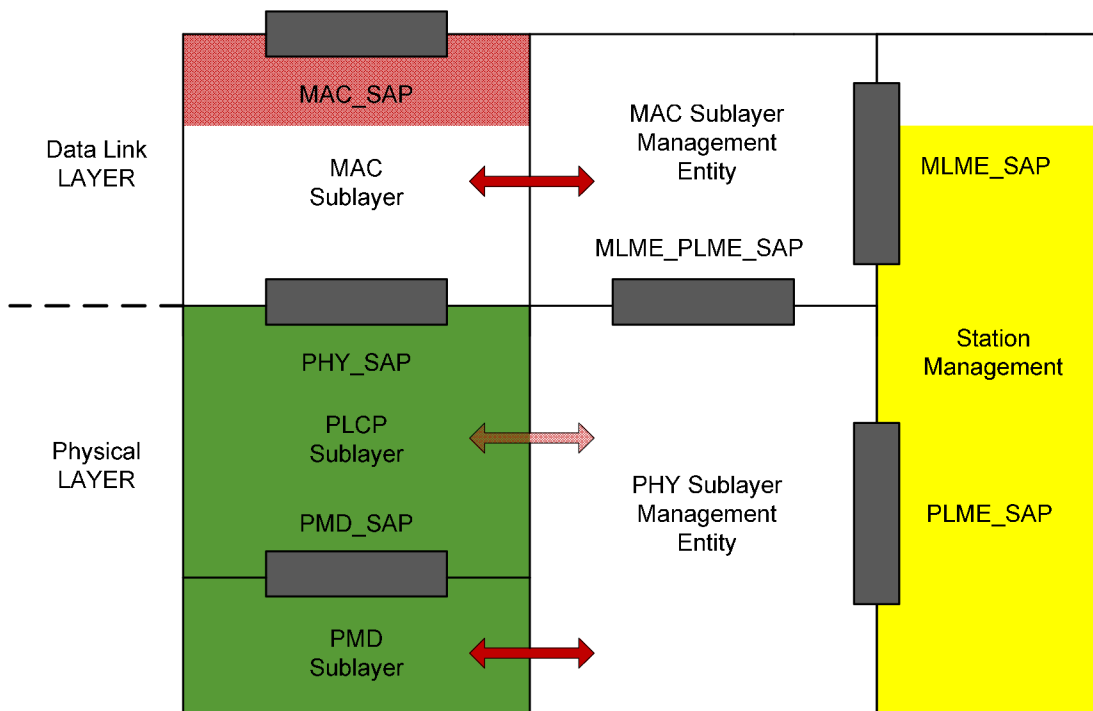 MAC_SAP
Data Link
LAYER
MAC
Sublayer
MAC Sublayer
Management
Entity
MLME_SAP
MLME_PLME_SAP
PHY_SAP
Station
Management
PLCP
Sublayer
Physical
LAYER
PHY Sublayer
Management
Entity
PLME_SAP
PMD_SAP
PMD
Sublayer